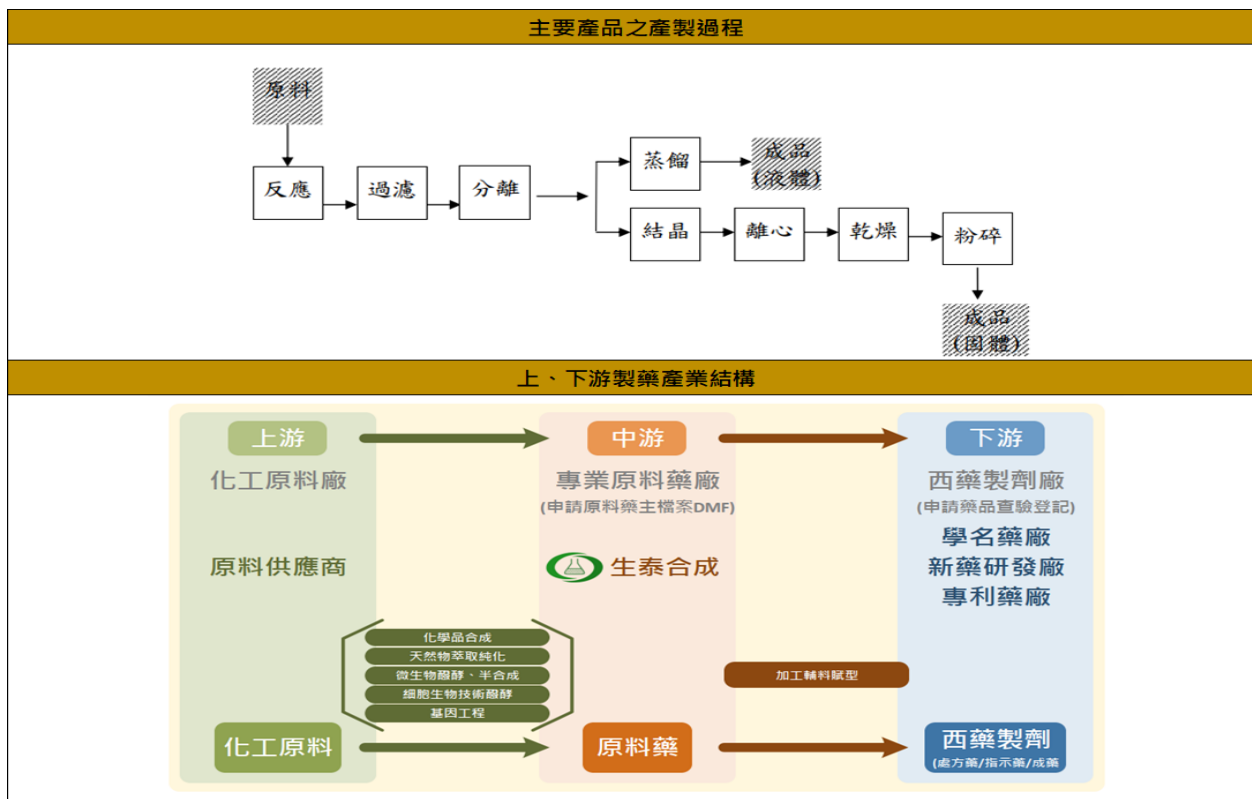 主要產品之產製過程
原料
反應
過濾
分離
蒸餾
成品
(液體)
結晶
離心
乾燥
粉碎
成品
(固體)
上、下游製藥產業結構
上游
中游
下游
化工原料廠
專業原料藥廠
(申請原料藥主檔案DMF)
西藥製劑廠
(申請藥品查驗登記)
原料供應商
生泰合成
學名藥廠
新藥研發廠
專利藥廠
化學品合成
天然物萃取純化
微生物醱酵、半合成
細胞生物技術醱酵
基因工程
加工輔料賦型
化工原料
原料藥
西藥製劑
(處方藥/指示藥/成藥